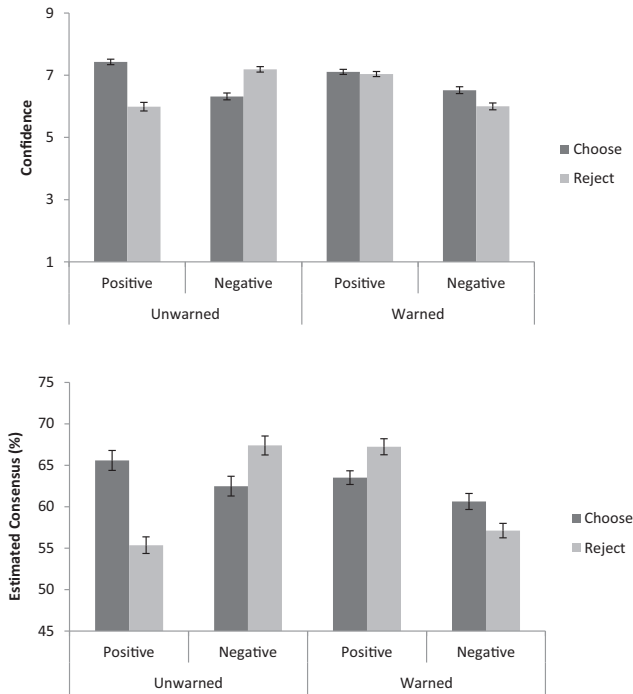 9
7
5
3
1
Confidence
Choose
Reject
Positive Negative Positive Negative
Unwarned Warned
75
70
65
60
55
50
45
Estimated Consensus (%)
Choose
Reject
Positive Negative Positive Negative
Unwarned Warned